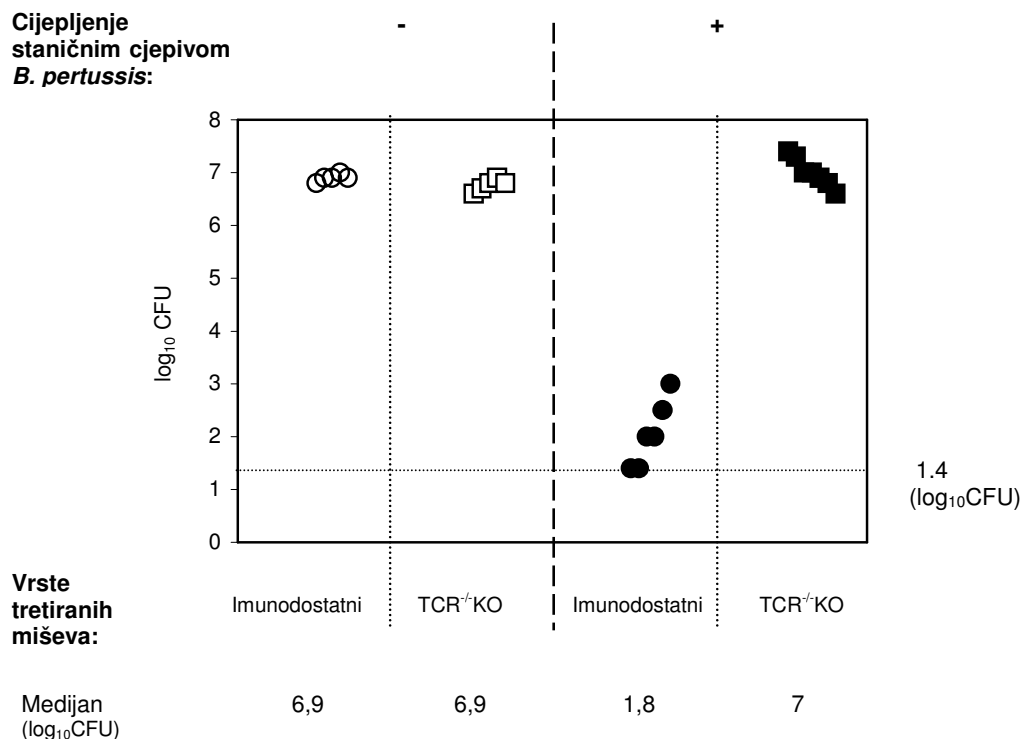 Cijepljenje
staničnim cjepivom
B. pertussis:
- +
8
7
6
5
4
3
2
1
0
log₁₀ CFU
1.4
(log₁₀CFU)
Vrste
tretiranih
miševa:
Imunodostatni TCR⁻/⁻KO Imunodostatni TCR⁻/⁻KO
Medijan 6,9 6,9 1,8 7
(log₁₀CFU)